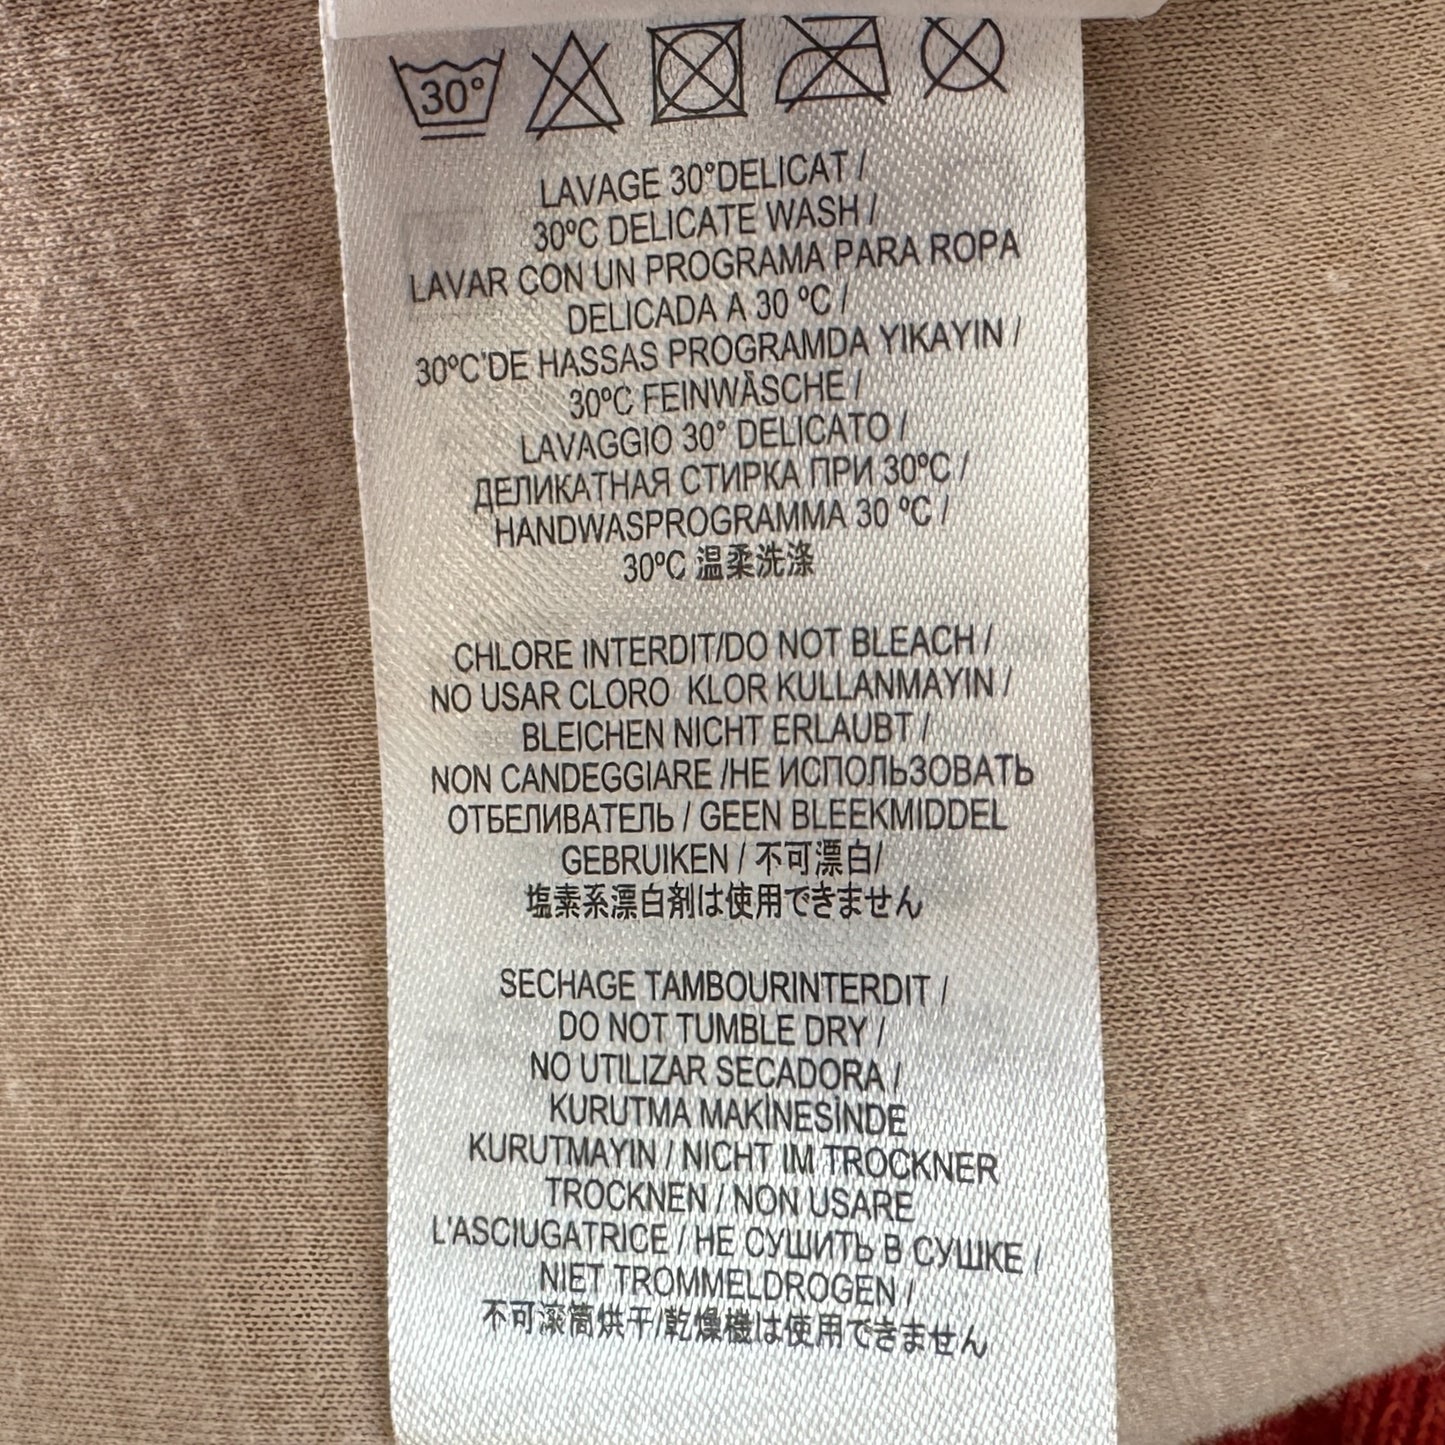 30°
LAVAGE 30°DELICAT /
30ºC DELICATE WASH /
LAVAR CON UN PROGRAMA PARA ROPA
DELICADA A 30 ºC /
30ºC'DE HASSAS PROGRAMDA YIKAYIN /
30ºC FEINWÄSCHE /
LAVAGGIO 30° DELICATO /
ДЕЛИКАТНАЯ СТИРКА ПРИ 30ºC /
HANDWASPROGRAMMA 30 ºC /
30ºC 温柔洗涤
CHLORE INTERDIT/DO NOT BLEACH /
NO USAR CLORO KLOR KULLANMAYIN /
BLEICHEN NICHT ERLAUBT /
NON CANDEGGIARE /НЕ ИСПОЛЬЗОВАТЬ
ОТБЕЛИВАТЕЛЬ / GEEN BLEEKMIDDEL
GEBRUIKEN / 不可漂白/
塩素系漂白剤は使用できません
SECHAGE TAMBOURINTERDIT /
DO NOT TUMBLE DRY /
NO UTILIZAR SECADORA /
KURUTMA MAKİNESİNDE
KURUTMAYIN / NICHT IM TROCKNER
TROCKNEN / NON USARE
L'ASCIUGATRICE / НЕ СУШИТЬ В СУШКЕ /
NIET TROMMELDROGEN /
不可滚筒烘干/乾燥機は使用できません